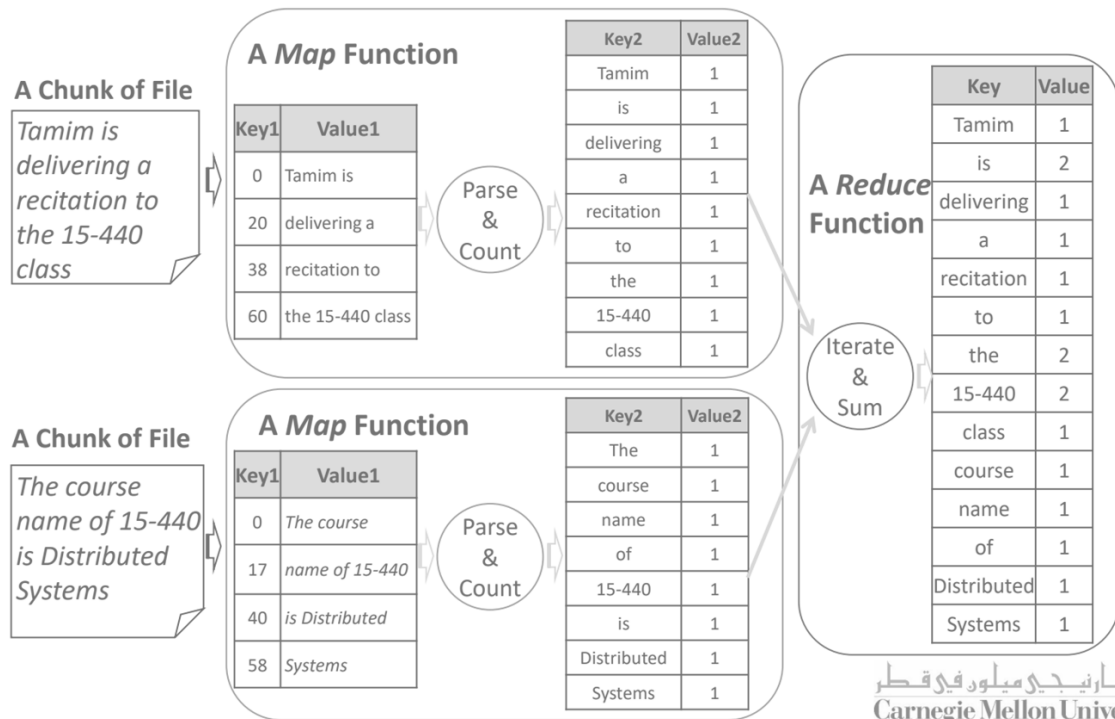 A Chunk of File
Tamim is
delivering a
recitation to
the 15-440
class
A Map Function
Key1 Value1
0 Tamim is
20 delivering a
38 recitation to
60 the 15-440 class
Parse
&
Count
Key2 Value2
Tamim 1
is 1
delivering 1
a 1
recitation 1
to 1
the 1
15-440 1
class 1
A Chunk of File
The course
name of 15-440
is Distributed
Systems
A Map Function
Key1 Value1
0 The course
17 name of 15-440
40 is Distributed
58 Systems
Parse
&
Count
Key2 Value2
The 1
course 1
name 1
of 1
15-440 1
is 1
Distributed 1
Systems 1
A Reduce
Function
Iterate
&
Sum
Key Value
Tamim 1
is 2
delivering 1
a 1
recitation 1
to 1
the 2
15-440 2
class 1
course 1
name 1
of 1
Distributed 1
Systems 1
ارنيجي ميلون في قطر
Carnegie Mellon